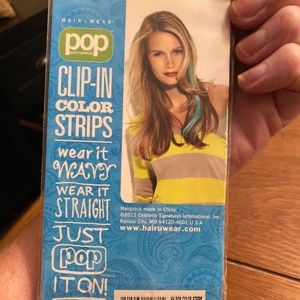 HAIR U WEAR
pop
CLIP-IN
COLOR
STRIPS
wear it
WAVY
WEAR IT
STRAIGHT
JUST
pop
IT ON!
Hairpiece made in China.
©2011 Celebrity Signatures International, Inc.
Kansas City, MO 64120-4001 U.S.A
www.hairuwear.com